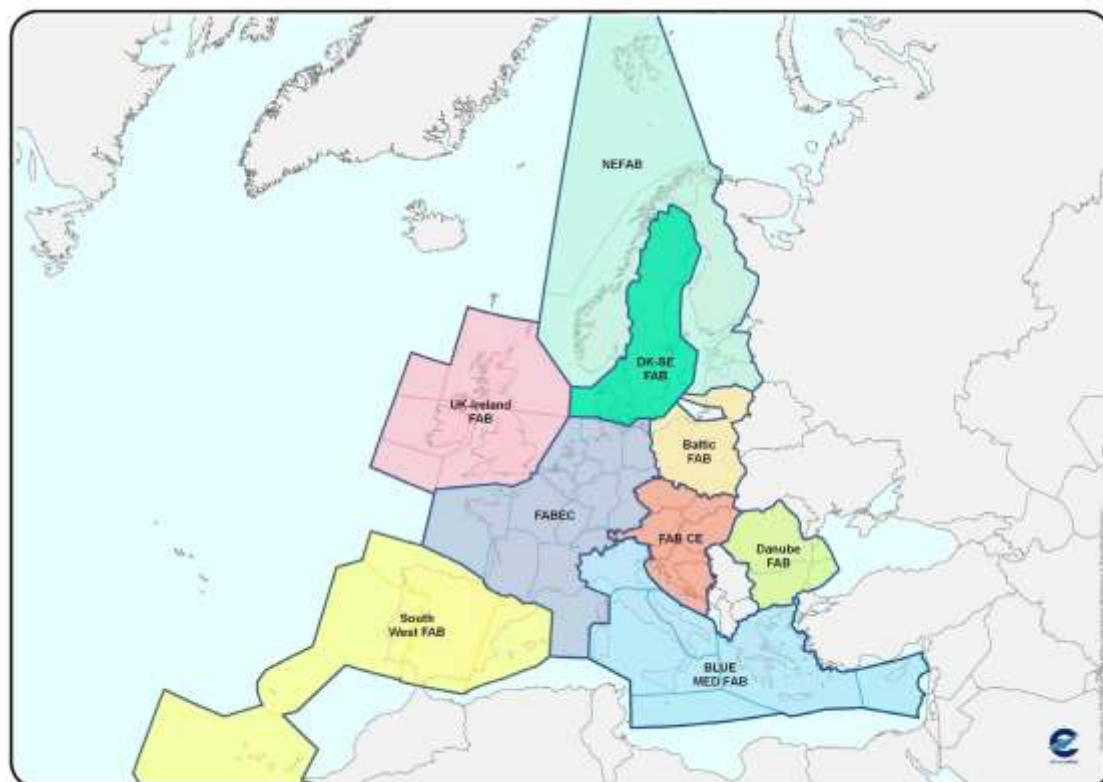 NEFAB
DK-SE
FAB
UK-Ireland
FAB
Baltic
FAB
FABEC
FAB CE
Danube
FAB
South
West FAB
BLUE
MED FAB